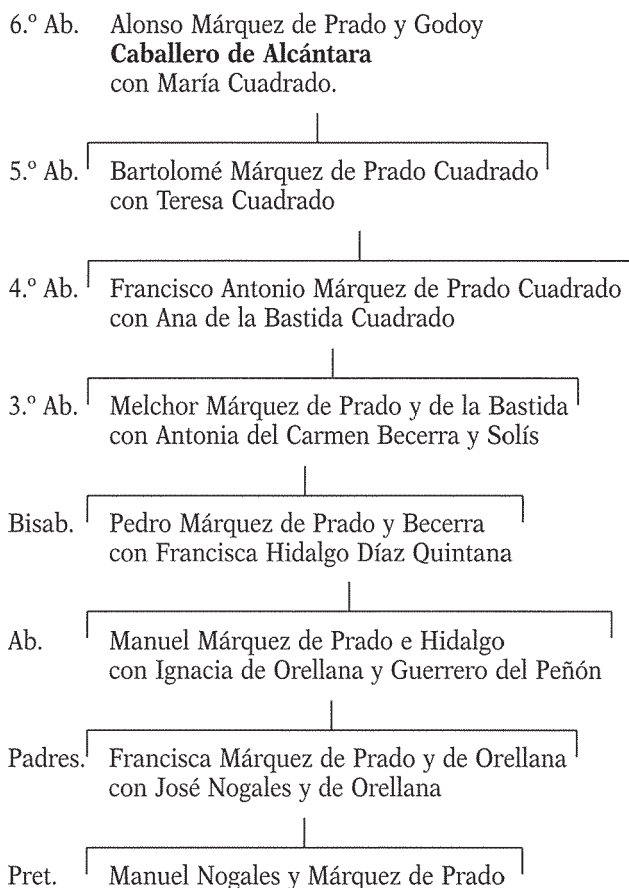 6.º Ab. Alonso Márquez de Prado y Godoy
Caballero de Alcántara
con María Cuadrado.
5.º Ab. Bartolomé Márquez de Prado Cuadrado
con Teresa Cuadrado
4.º Ab. Francisco Antonio Márquez de Prado Cuadrado
con Ana de la Bastida Cuadrado
3.º Ab. Melchor Márquez de Prado y de la Bastida
con Antonia del Carmen Becerra y Solís
Bisab. Pedro Márquez de Prado y Becerra
con Francisca Hidalgo Díaz Quintana
Ab. Manuel Márquez de Prado e Hidalgo
con Ignacia de Orellana y Guerrero del Peñón
Padres. Francisca Márquez de Prado y de Orellana
con José Nogales y de Orellana
Pret. Manuel Nogales y Márquez de Prado